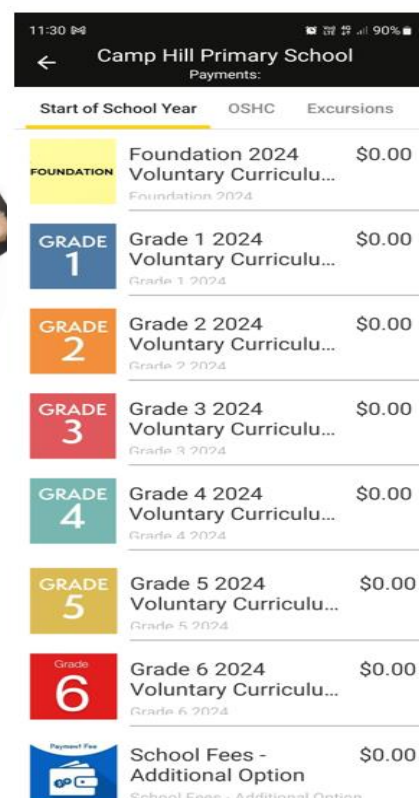 11:30
90%
Camp Hill Primary School
Payments:
Start of School Year OSHC Excursions
FOUNDATION
Foundation 2024 $0.00
Voluntary Curriculu...
Foundation 2024
GRADE
1
Grade 1 2024 $0.00
Voluntary Curriculu...
Grade 1 2024
GRADE
2
Grade 2 2024 $0.00
Voluntary Curriculu...
Grade 2 2024
GRADE
3
Grade 3 2024 $0.00
Voluntary Curriculu...
Grade 3 2024
GRADE
4
Grade 4 2024 $0.00
Voluntary Curriculu...
Grade 4 2024
GRADE
5
Grade 5 2024 $0.00
Voluntary Curriculu...
Grade 5 2024
Grade
6
Grade 6 2024 $0.00
Voluntary Curriculu...
Grade 6 2024
Payment Fee
School Fees - $0.00
Additional Option
School Fees - Additional Option